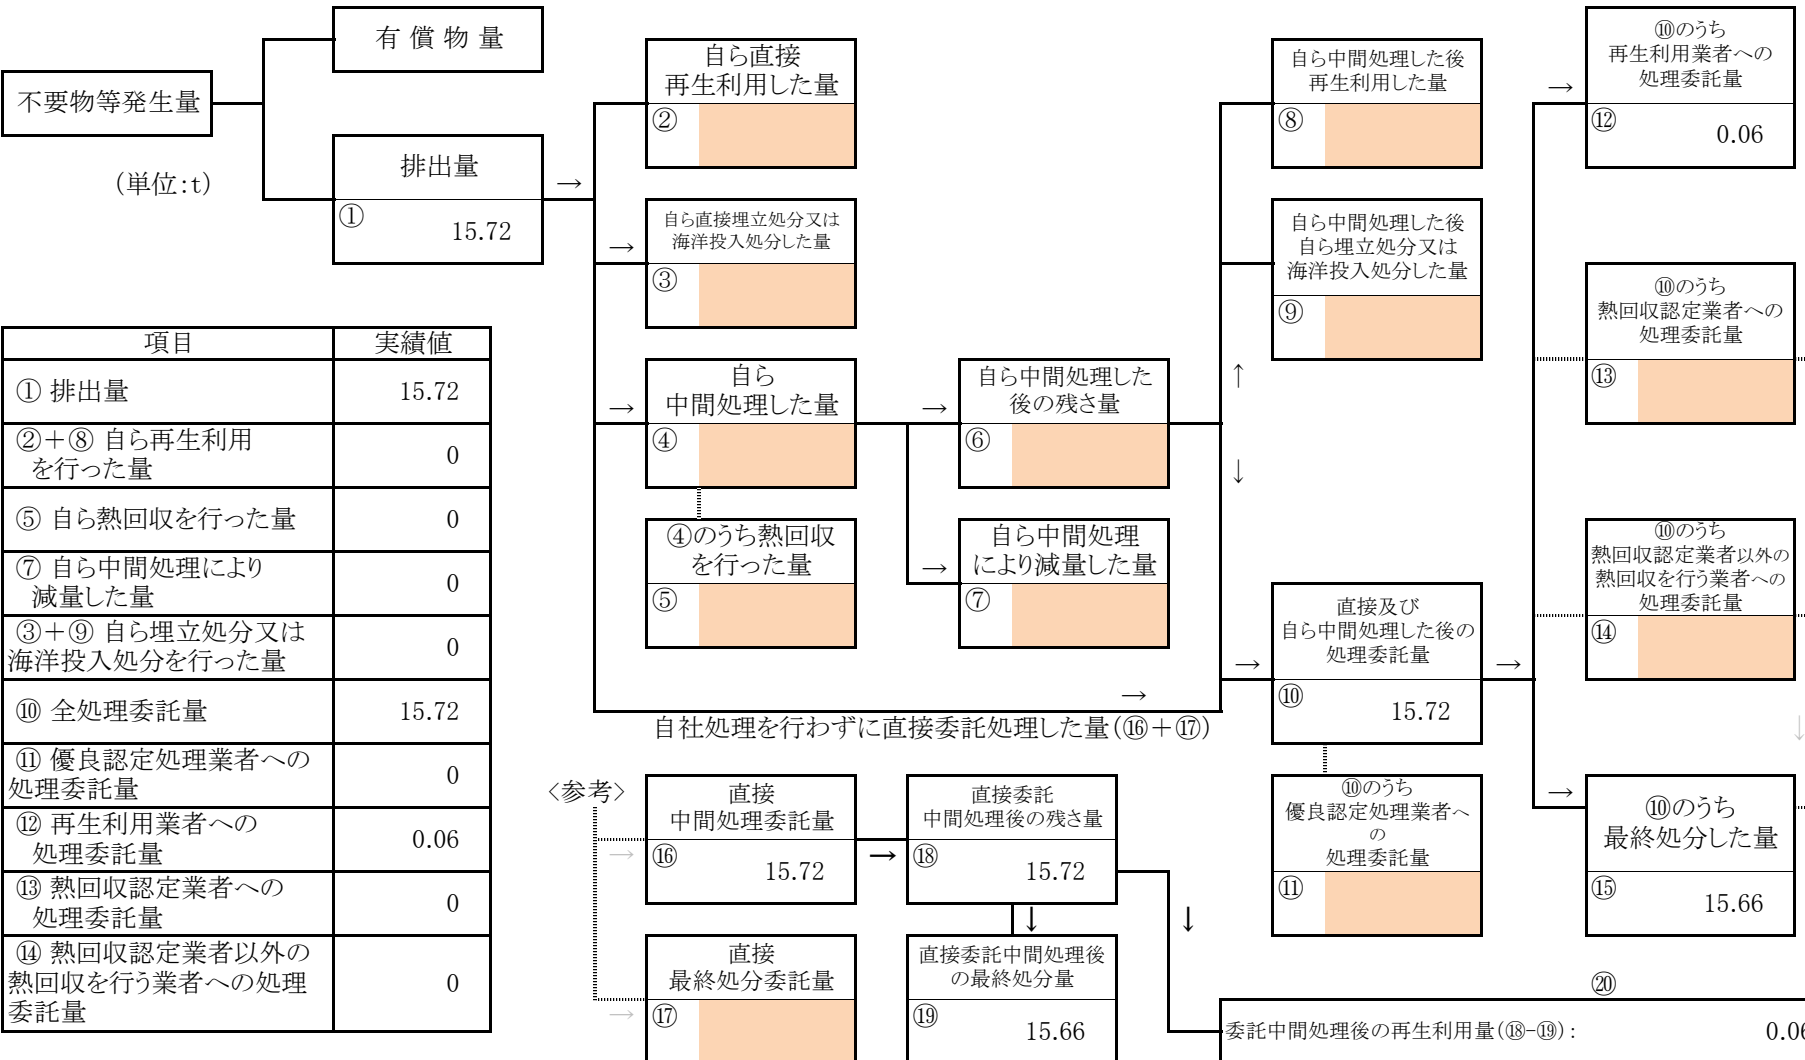 有 償 物 量
不要物等発生量
(単位:t)
排出量
→
①
15.72
自ら直接
再生利用した量
②
自ら直接埋立処分又は
海洋投入処分した量
→
③
自ら
中間処理した量
→
④
④のうち熱回収
を行った量
⑤
自ら中間処理した
後の残さ量
→
⑥
自ら中間処理
により減量した量
→
⑦
自ら中間処理した後
再生利用した量
⑧
自ら中間処理した後
自ら埋立処分又は
海洋投入処分した量
⑨
↑
↓
直接及び
自ら中間処理した後の
処理委託量
→
→
⑩
15.72
→
自社処理を行わずに直接委託処理した量(⑯+⑰)
⑩のうち
優良認定処理業者へ
の
処理委託量
⑪
⑩のうち
再生利用業者への
処理委託量
→
⑫
0.06
⑩のうち
熱回収認定業者への
処理委託量
⑬
⑩のうち
熱回収認定業者以外の
熱回収を行う業者への
処理委託量
⑭
↓
⑩のうち
最終処分した量
→
⑮
15.66
項目 実績値
① 排出量 15.72
②+⑧ 自ら再生利用
を行った量 0
⑤ 自ら熱回収を行った量 0
⑦ 自ら中間処理により
減量した量 0
③+⑨ 自ら埋立処分又は
海洋投入処分を行った量 0
⑩ 全処理委託量 15.72
⑪ 優良認定処理業者への
処理委託量 0
⑫ 再生利用業者への
処理委託量 0.06
⑬ 熱回収認定業者への
処理委託量 0
⑭ 熱回収認定業者以外の
熱回収を行う業者への処理
委託量 0
<参考>
直接
中間処理委託量
→
⑯
15.72
直接委託
中間処理後の残さ量
→
⑱
15.72
↓
↓
直接
最終処分委託量
→
⑰
直接委託中間処理後
の最終処分量
⑲
15.66
⑳
委託中間処理後の再生利用量(⑱-⑲): 0.06